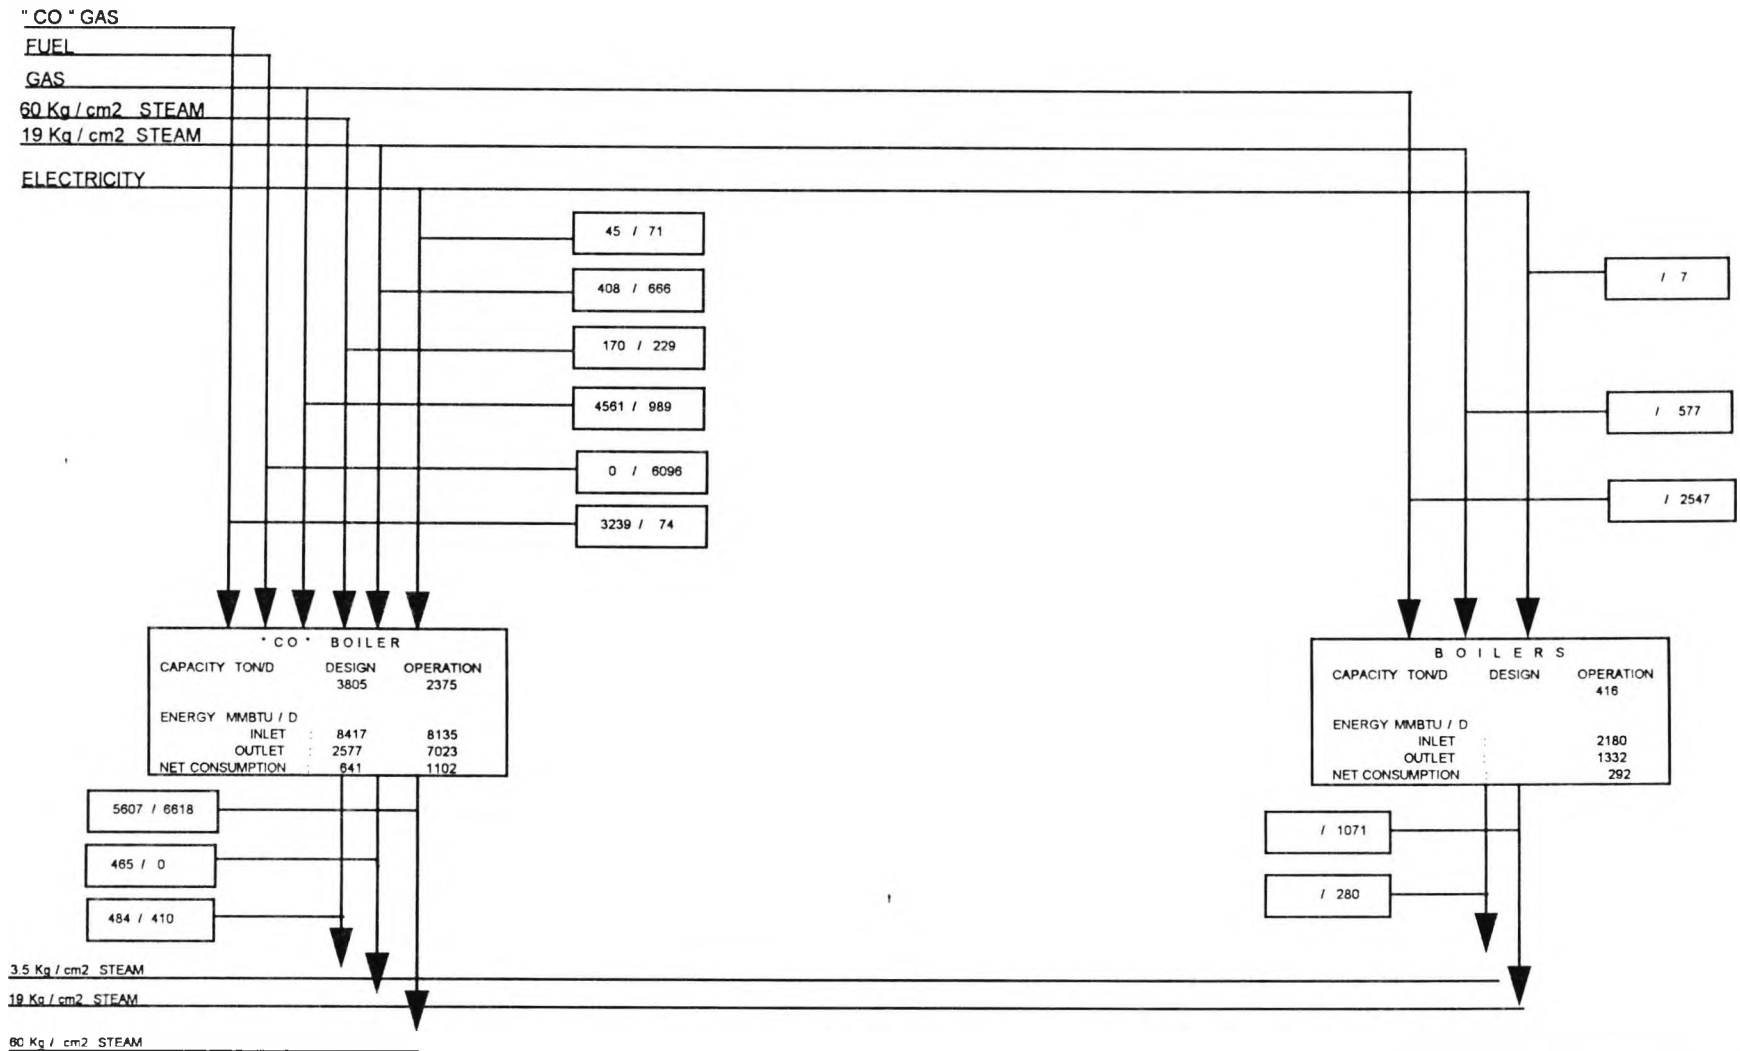 " CO " GAS
FUEL
GAS
60 Kg / cm2 STEAM
19 Kg / cm2 STEAM
ELECTRICITY
45 / 71
408 / 666
170 / 229
4561 / 989
0 / 6096
3239 / 74
/ 7
/ 577
/ 2547
" CO " BOILER
CAPACITY TON/D DESIGN OPERATION
3805 2375
ENERGY MMBTU / D
INLET : 8417 8135
OUTLET : 2577 7023
NET CONSUMPTION : 641 1102
BOILERS
CAPACITY TON/D DESIGN OPERATION
416
ENERGY MMBTU / D
INLET : 2180
OUTLET : 1332
NET CONSUMPTION : 292
5607 / 6618
465 / 0
484 / 410
/ 1071
/ 280
3.5 Kg / cm2 STEAM
19 Kg / cm2 STEAM
60 Kg / cm2 STEAM